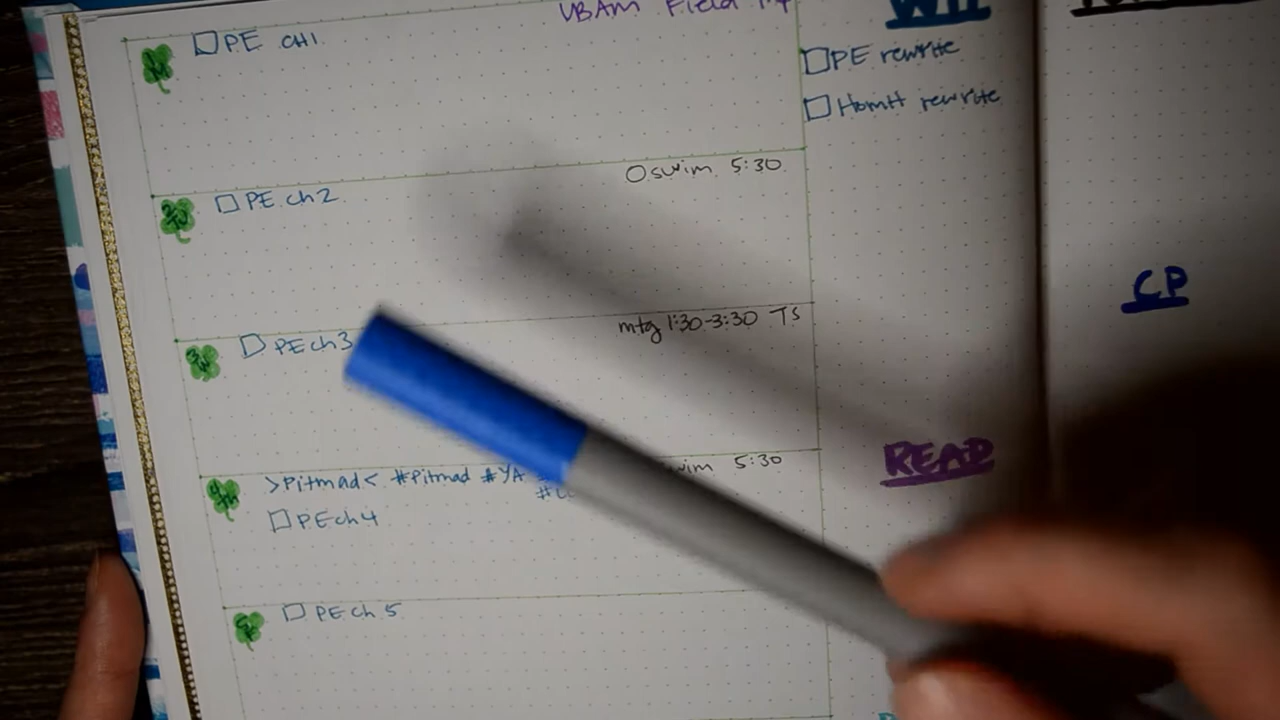 VBAM Field
PE ch1
swim 5:30
PE ch2
mtg 1:30-3:30 TS
PE ch3
5:30
>Pitmad< #Pitmad #YA
PE ch4
PE ch 5
WIP
PE rewrite
HomH rewrite
READ
CP